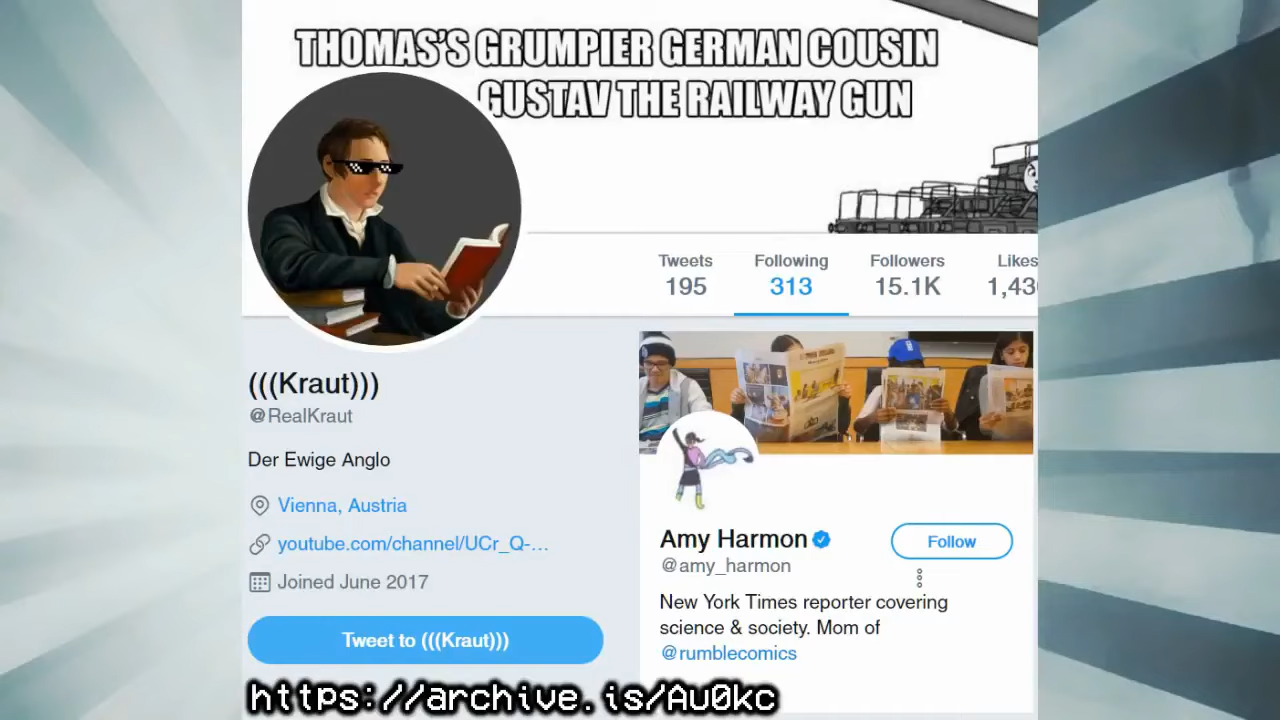 THOMAS'S GRUMPIER GERMAN COUSIN
GUSTAV THE RAILWAY GUN
Tweets
195
Following
313
Followers
15.1K
Likes
1,43
(((Kraut)))
@RealKraut
Der Ewige Anglo
Vienna, Austria
youtube.com/channel/UCr_Q-...
Joined June 2017
Tweet to (((Kraut)))
Amy Harmon
@amy_harmon
Follow
New York Times reporter covering
science & society. Mom of
@rumblecomics
https://archive.is/Au0kc